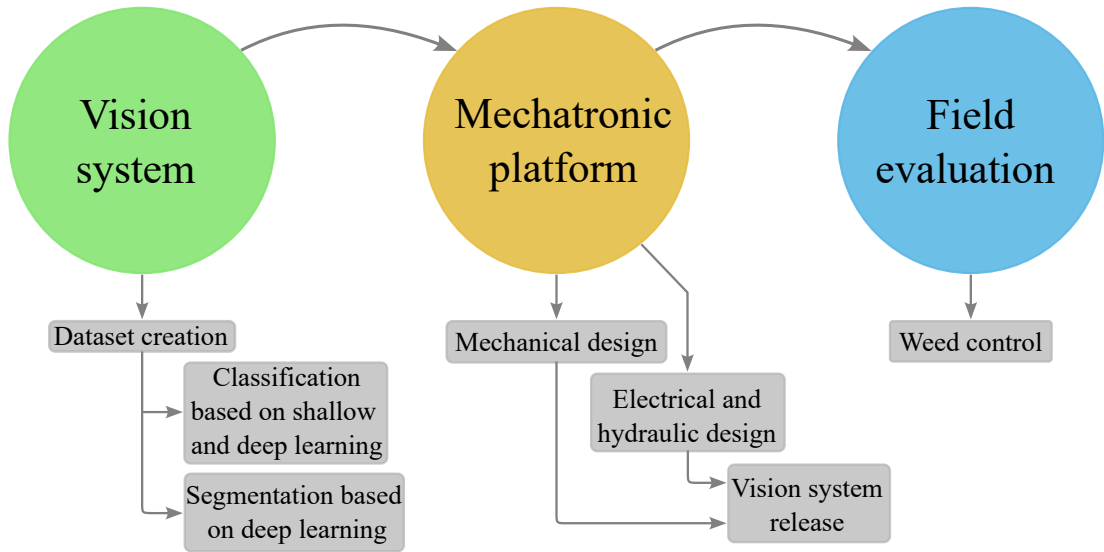 Vision
system
Mechatronic
platform
Field
evaluation
Dataset creation
Classification
based on shallow
and deep learning
Segmentation based
on deep learning
Mechanical design
Electrical and
hydraulic design
Vision system
release
Weed control